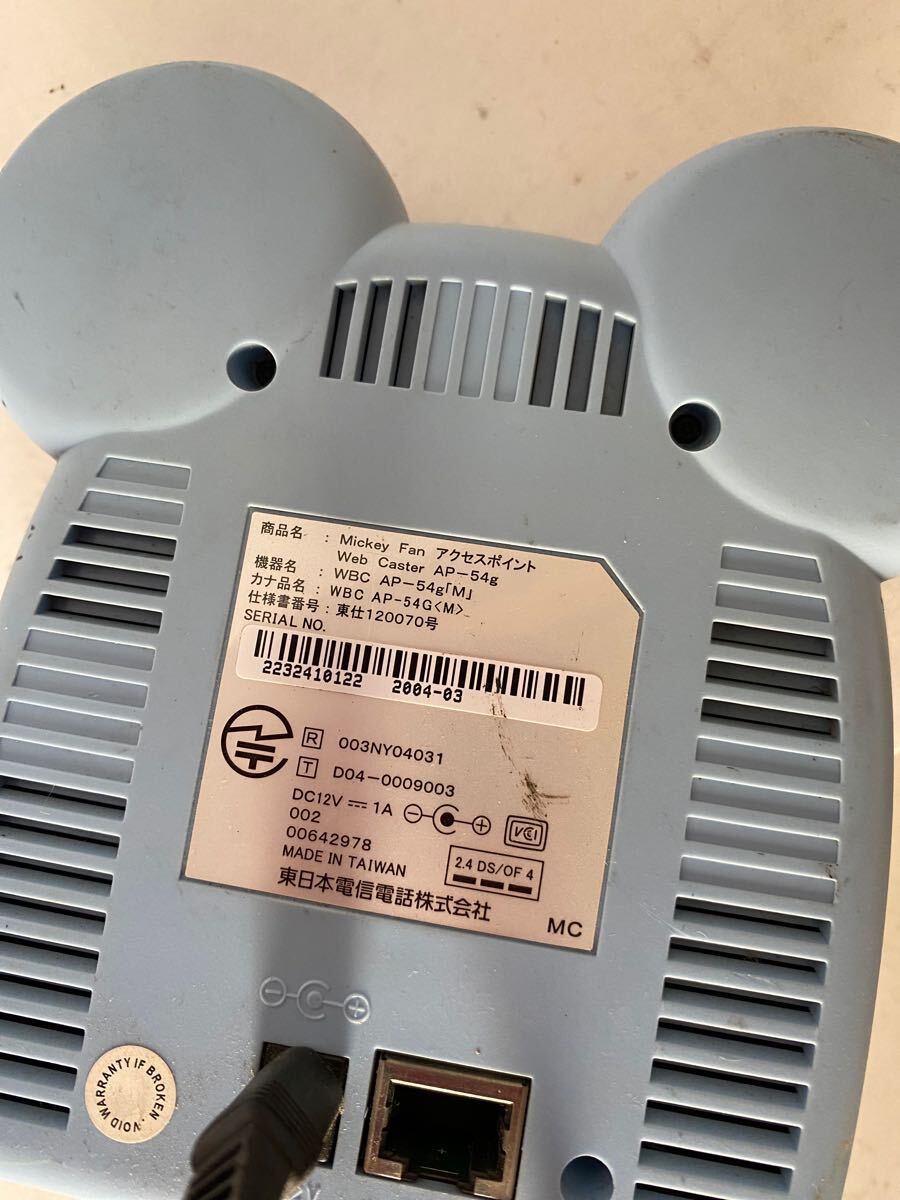 商品名 : Mickey Fan アクセスポイント
Web Caster AP-54g
機器名 : WBC AP-54g「M」
カナ品名 : WBC AP-54G<M>
仕様書番号 : 東仕120070号
SERIAL NO.
2232410122 2004-03
R 003NY04031
T D04-0009003
DC12V 1A
VCI
002
00642978
MADE IN TAIWAN
2.4 DS/OF 4
東日本電信電話株式会社
MC
VOID WARRANTY IF BROKEN .